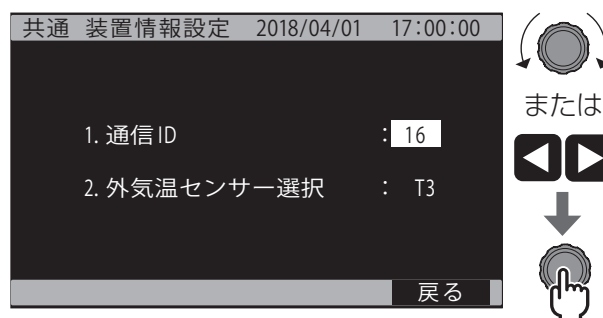 共通 装置情報設定 2018/04/01 17:00:00
または
1. 通信ID : 16
2. 外気温センサー選択 : T3
戻る